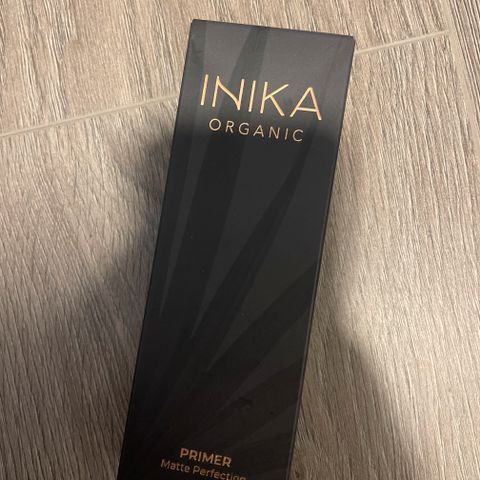 INIKA
ORGANIC
PRIMER
Matte Perfection